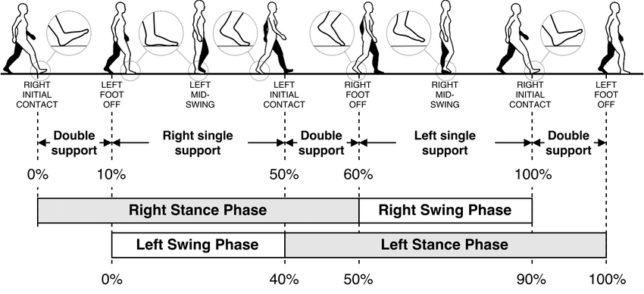 RIGHT INITIAL CONTACT
LEFT FOOT OFF
LEFT MID- SWING
LEFT INITIAL CONTACT
RIGHT FOOT OFF
RIGHT MID- SWING
RIGHT INITIAL CONTACT
LEFT FOOT OFF
Double support
Right single support
Double support
Left single support
Double support
0% 10% 50% 60% 100%
Right Stance Phase Right Swing Phase
Left Swing Phase Left Stance Phase
0% 40% 50% 90% 100%